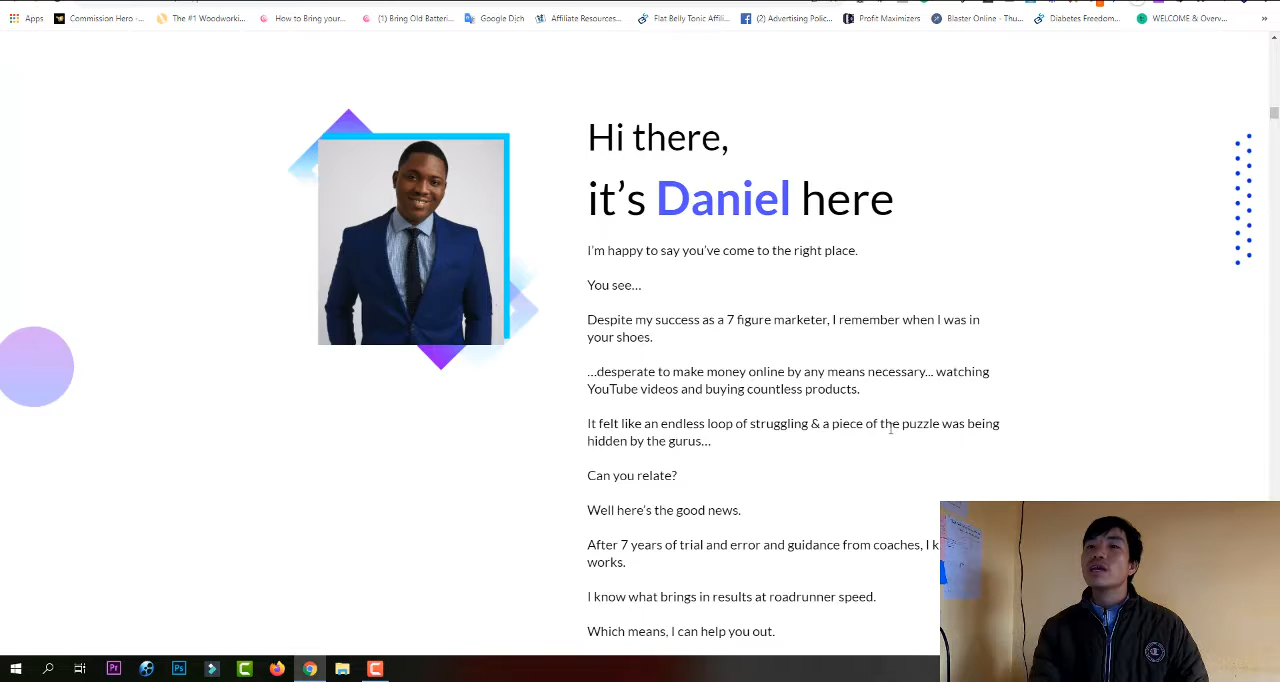 Apps
Commission Hero -...
The #1 Woodworki...
How to Bring your...
(1) Bring Old Batteri...
Google Dịch
Affiliate Resources...
Flat Belly Tonic Affili...
(2) Advertising Polic...
Profit Maximizers
Blaster Online - Thu...
Diabetes Freedom...
WELCOME & Overv...
Hi there,
it's Daniel here
I'm happy to say you've come to the right place.
You see...
Despite my success as a 7 figure marketer, I remember when I was in
your shoes.
...desperate to make money online by any means necessary... watching
YouTube videos and buying countless products.
It felt like an endless loop of struggling & a piece of the puzzle was being
hidden by the gurus...
Can you relate?
Well here's the good news.
After 7 years of trial and error and guidance from coaches, I k
works.
I know what brings in results at roadrunner speed.
Which means, I can help you out.
Pr
Ps